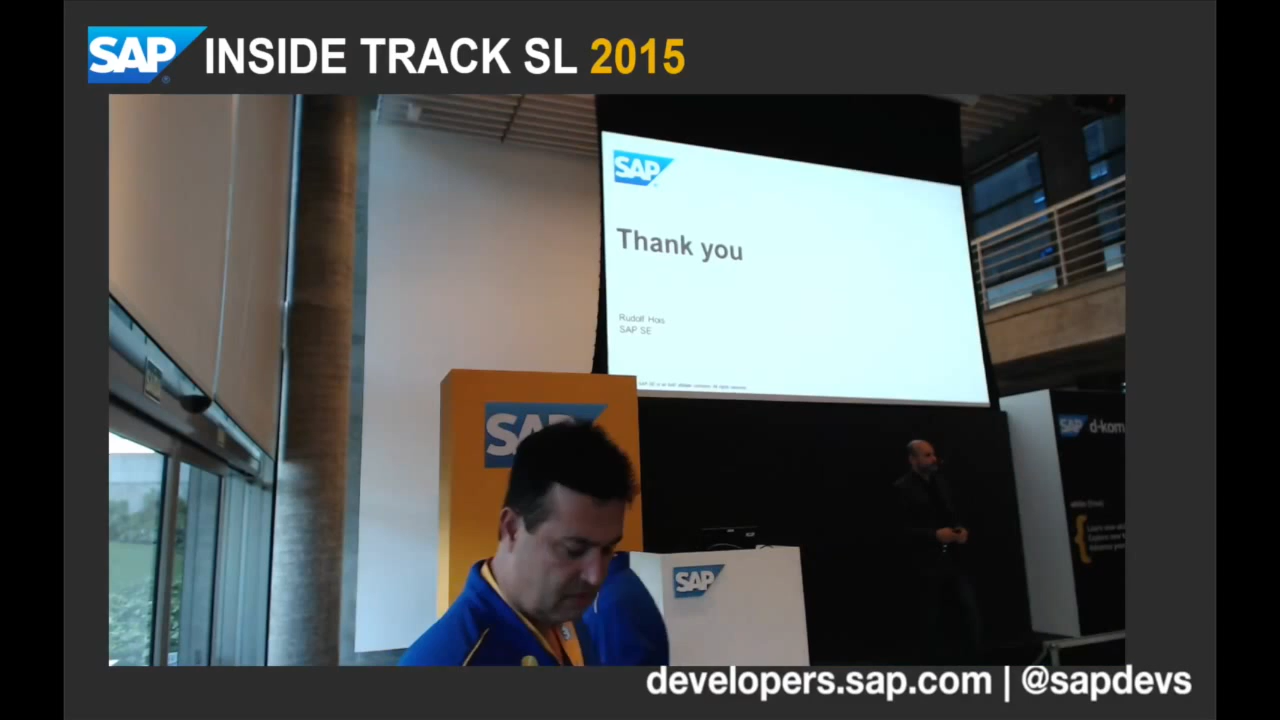 SAP INSIDE TRACK SL 2015
SAP
Thank you
Rudolf Hois
SAP SE
SAP
SAP d-kom
SAP
developers.sap.com | @sapdevs